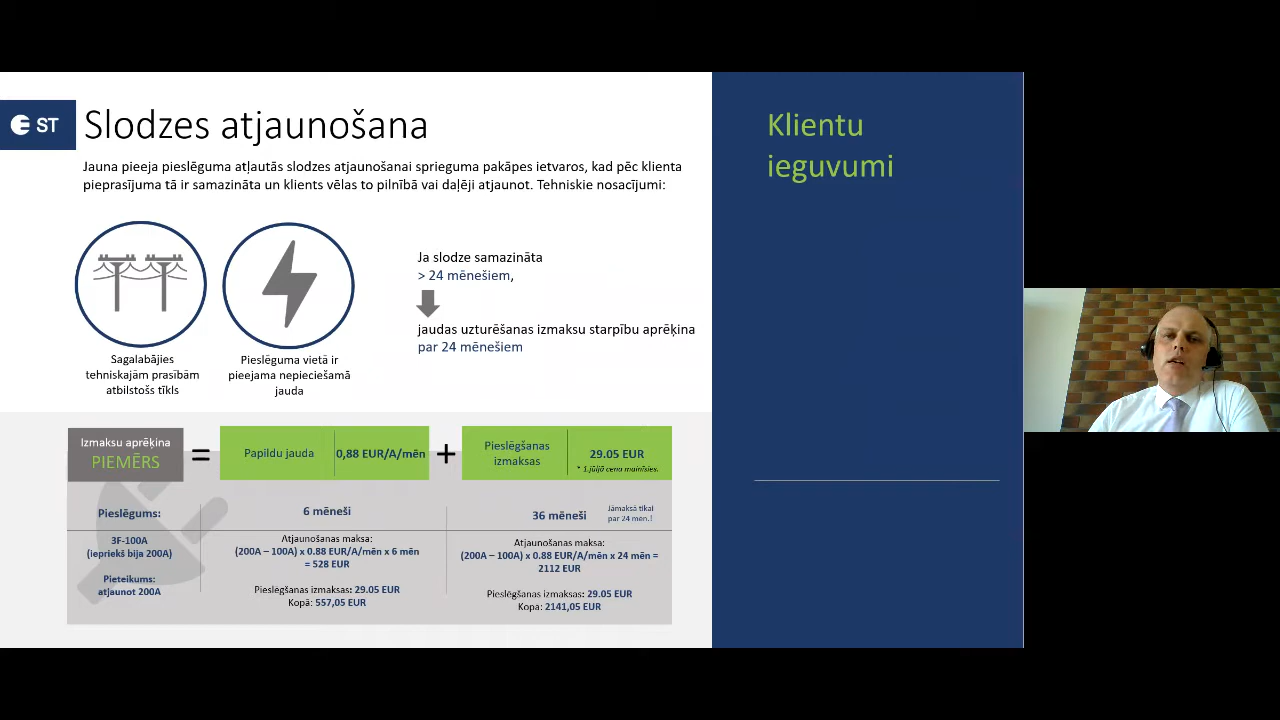 ST
Slodzes atjaunošana
Jauna pieeja pieslēguma atļautās slodzes atjaunošanai sprieguma pakāpes ietvaros, kad pēc klienta
pieprasījuma tā ir samazināta un klients vēlas to pilnībā vai daļēji atjaunot. Tehniskie nosacījumi:
Sagalabājies
tehniskajām prasībām
atbilstošs tīkls
Pieslēguma vietā ir
pieejama nepieciešamā
jauda
Ja slodze samazināta
> 24 mēnešiem,
jaudas uzturēšanas izmaksu starpību aprēķina
par 24 mēnešiem
Izmaksu aprēķina
PIEMĒRS
=
Papildu jauda
0,88 EUR/A/mēn
+
Pieslēgšanas
izmaksas
29.05 EUR
* 1.jūlijā cena mainīsies.
Pieslēgums:
6 mēneši
36 mēneši
Jāmaksā tikai
par 24 mēn.!
3F-100A
(iepriekš bija 200A)
Pieteikums:
atjaunot 200A
Atjaunošanas maksa:
(200A – 100A) x 0.88 EUR/A/mēn x 6 mēn
= 528 EUR
Pieslēgšanas izmaksas: 29.05 EUR
Kopā: 557,05 EUR
Atjaunošanas maksa:
(200A – 100A) x 0.88 EUR/A/mēn x 24 mēn =
2112 EUR
Pieslēgšanas izmaksas: 29.05 EUR
Kopa: 2141,05 EUR
Klientu
ieguvumi